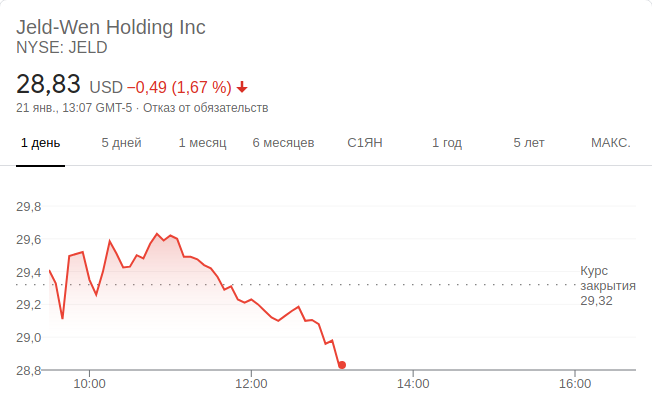 Jeld-Wen Holding Inc
NYSE: JELD
28,83 USD −0,49 (1,67 %)
21 янв., 13:07 GMT-5 · Отказ от обязательств
1 день 5 дней 1 месяц 6 месяцев С1ЯН 1 год 5 лет МАКС.
29,8
29,6
29,4
Курс
закрытия
29,32
29,2
29,0
28,8
10:00 12:00 14:00 16:00